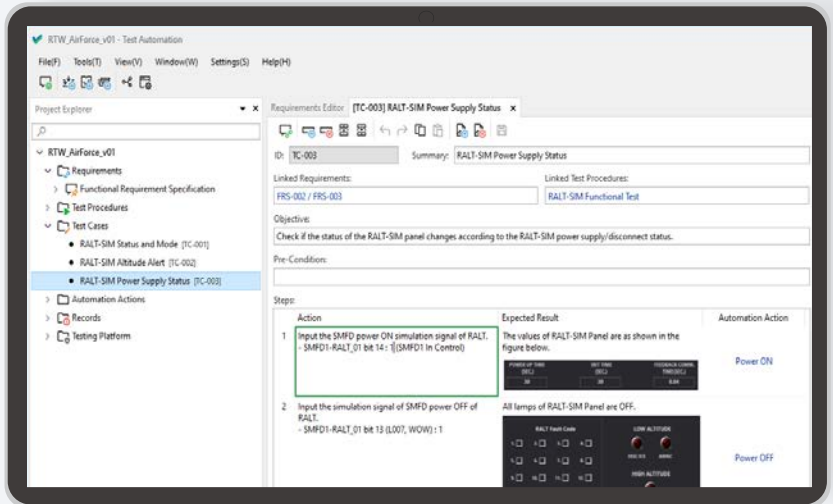 RTW_AirForce_v01 - Test Automation
File(F) Tools(T) View(V) Window(W) Settings(S) Help(H)
Project Explorer
Requirements Editor [TC-003] RALT-SIM Power Supply Status
RTW_AirForce_v01
Requirements
Functional Requirement Specification
Test Procedures
Test Cases
RALT-SIM Status and Mode [TC-001]
RALT-SIM Altitude Alert [TC-002]
RALT-SIM Power Supply Status [TC-003]
Automation Actions
Records
Testing Platform
ID: TC-003 Summary: RALT-SIM Power Supply Status
Linked Requirements: Linked Test Procedures:
FRS-002 / FRS-003 RALT-SIM Functional Test
Objective:
Check if the status of the RALT-SIM panel changes according to the RALT-SIM power supply/disconnect status.
Pre-Condition:
Steps:
Action Expected Result Automation Action
1 Input the SMFD power ON simulation signal of RALT.
- SMFD1-RALT_01 bit 14 : 1 (SMFD1 In Control)
The values of RALT-SIM Panel are as shown in the
figure below.
POWER UP TIME
(SEC.)
Power ON
2 Input the simulation signal of SMFD power OFF of
RALT.
- SMFD1-RALT_01 bit 13 (L007, WOW) : 1
All lamps of RALT-SIM Panel are OFF.
RALT Fault Code LOW ALTITUDE
HIGH ALTITUDE
Power OFF